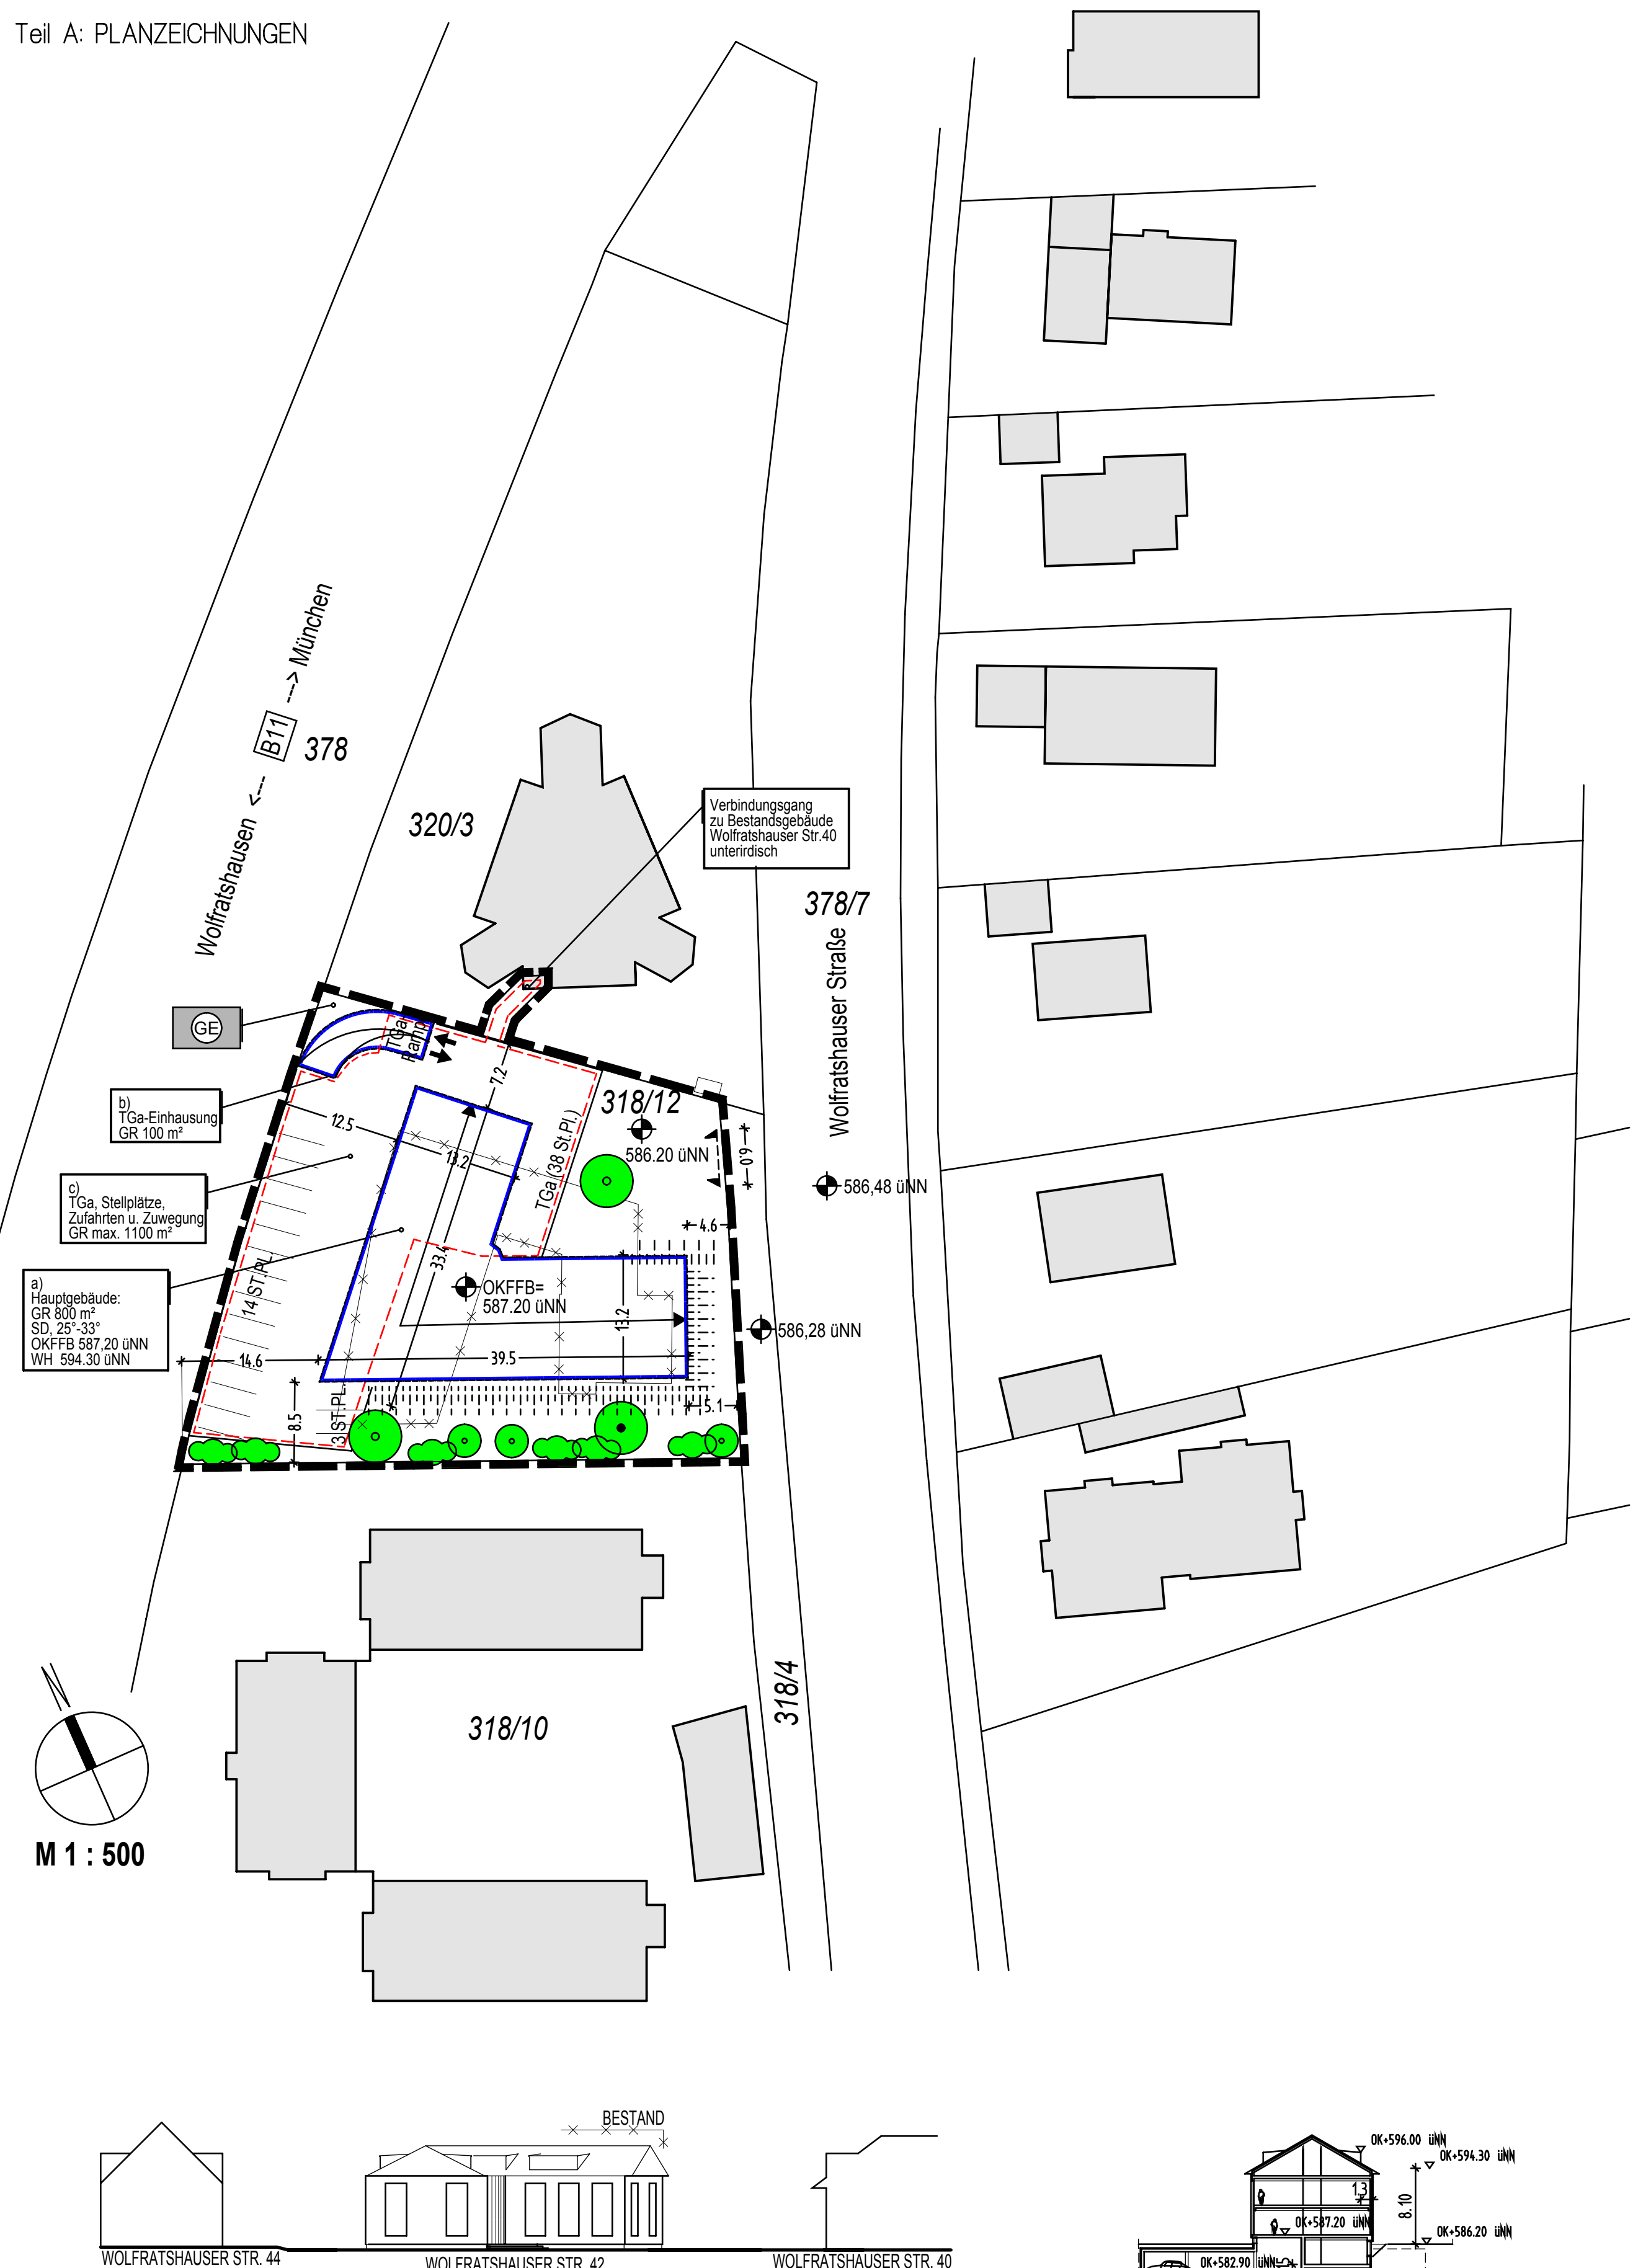 Teil A: PLANZEICHNUNGEN
Wolfratshausen <---- B11 ---> München
378
320/3
Verbindungsgang
zu Bestandsgebäude
Wolfratshauser Str.40
unterirdisch
378/7
Wolfratshauser Straße
GE
TGa
Ramp
b)
TGa-Einhausung
GR 100 m²
c)
TGa, Stellplätze,
Zufahrten u. Zuwegung
GR max. 1100 m²
a)
Hauptgebäude:
GR 800 m²
SD, 25°-33°
OKFFB 587,20 üNN
WH 594.30 üNN
7.2
12.5
13.2
318/12
586.20 üNN
TGa (38 St.Pl.)
6.0
586,48 üNN
4.6
33.4
14 ST.PL.
OKFFB=
587.20 üNN
13.2
586,28 üNN
14.6
39.5
8.5
3 ST.PL.
5.1
318/10
318/4
M 1 : 500
BESTAND
WOLFRATSHAUSER STR. 44
WOLFRATSHAUSER STR. 42
WOLFRATSHAUSER STR. 40
OK+596.00 üNN
OK+594.30 üNN
1.3
8.10
OK+587.20 üNN
OK+586.20 üNN
OK+582.90 üNN